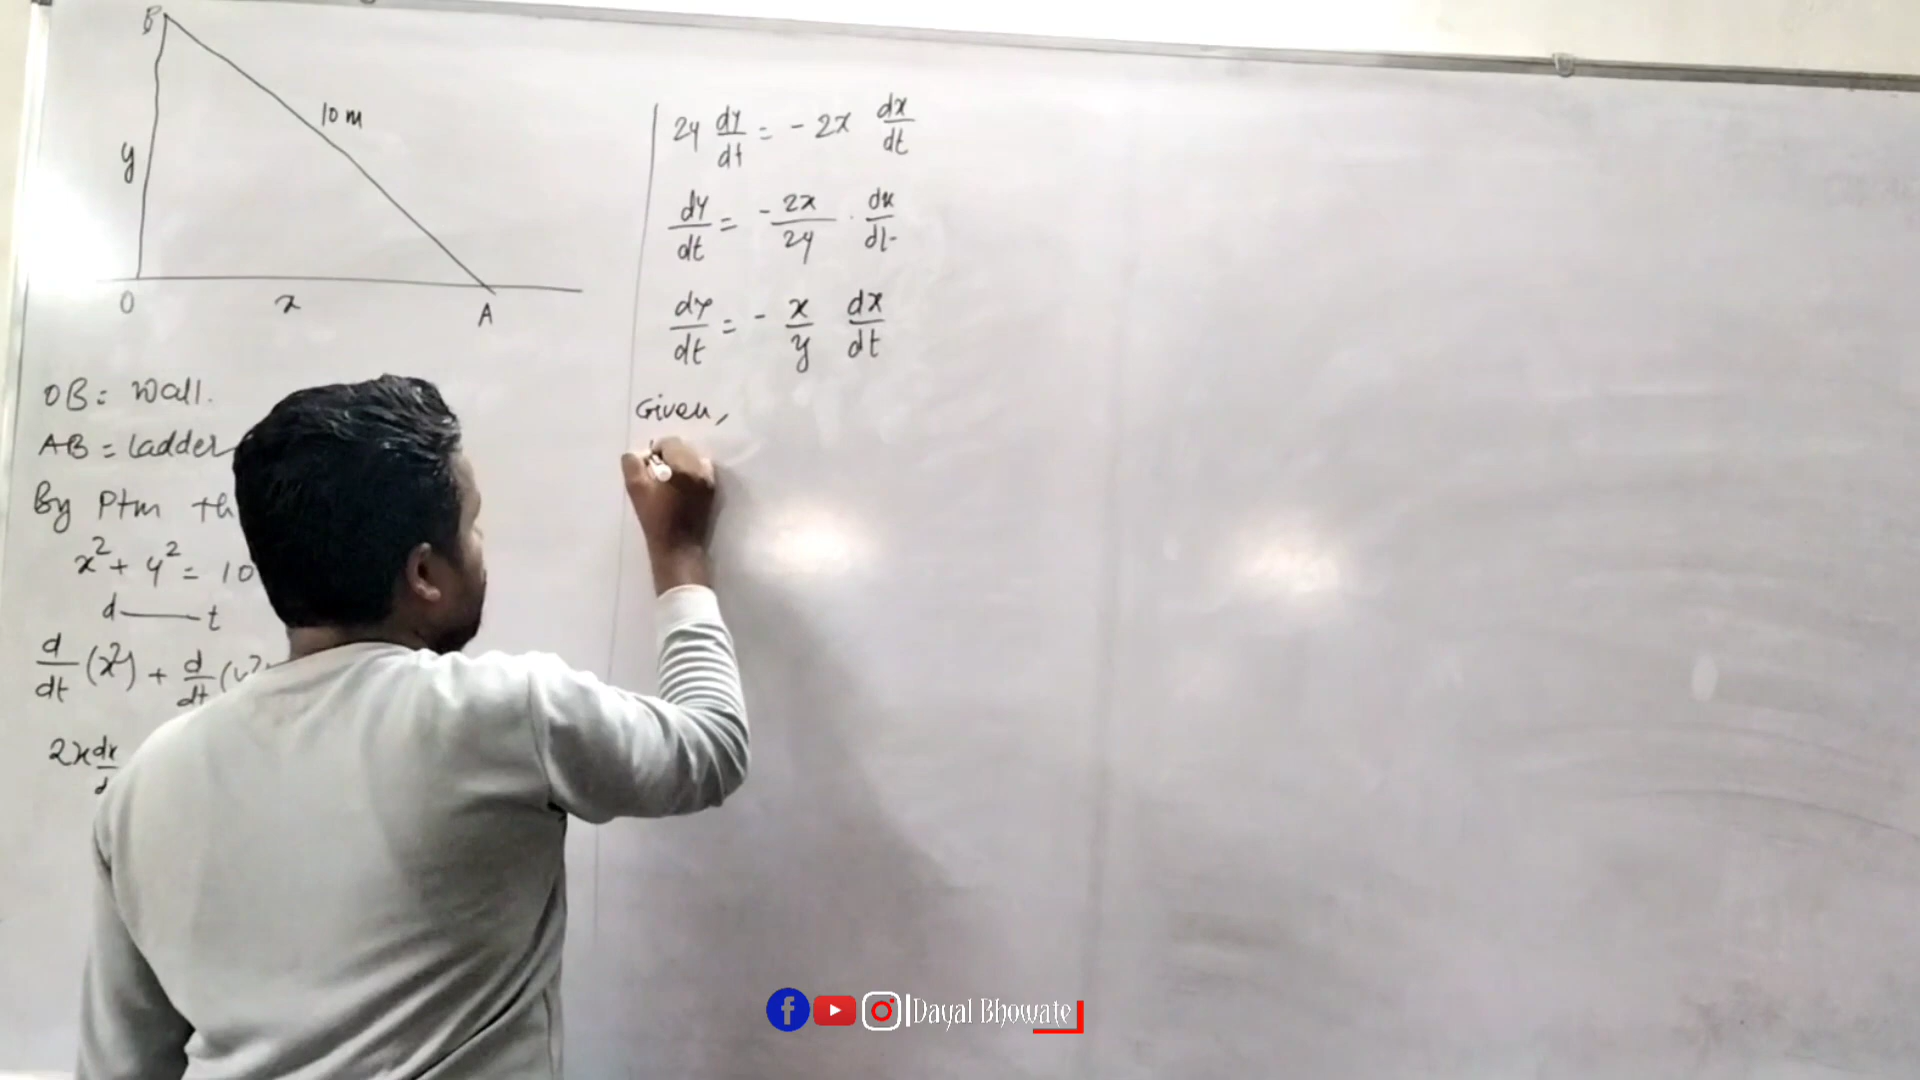 B
10 m
y
O x A
OB = Wall.
AB = Ladder
By Ptm th
x² + y² = 10
d —— t
d/dt (x²) + d/dt (y²
2x dx
2y dy/dt = - 2x dx/dt
dy/dt = - 2x/2y . dx/dt
dy/dt = - x/y dx/dt
Given,
Dayal Bhowate